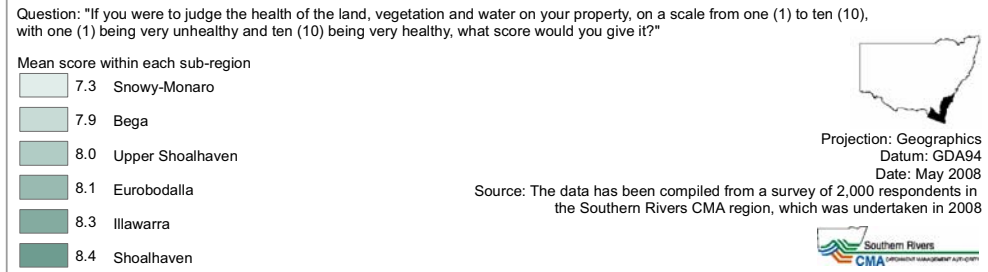 Question: "If you were to judge the health of the land, vegetation and water on your property, on a scale from one (1) to ten (10),
with one (1) being very unhealthy and ten (10) being very healthy, what score would you give it?"
Mean score within each sub-region
7.3 Snowy-Monaro
7.9 Bega
8.0 Upper Shoalhaven
8.1 Eurobodalla
8.3 Illawarra
8.4 Shoalhaven
Projection: Geographics
Datum: GDA94
Date: May 2008
Source: The data has been compiled from a survey of 2,000 respondents in
the Southern Rivers CMA region, which was undertaken in 2008
Southern Rivers
CMA CATCHMENT MANAGEMENT AUTHORITY